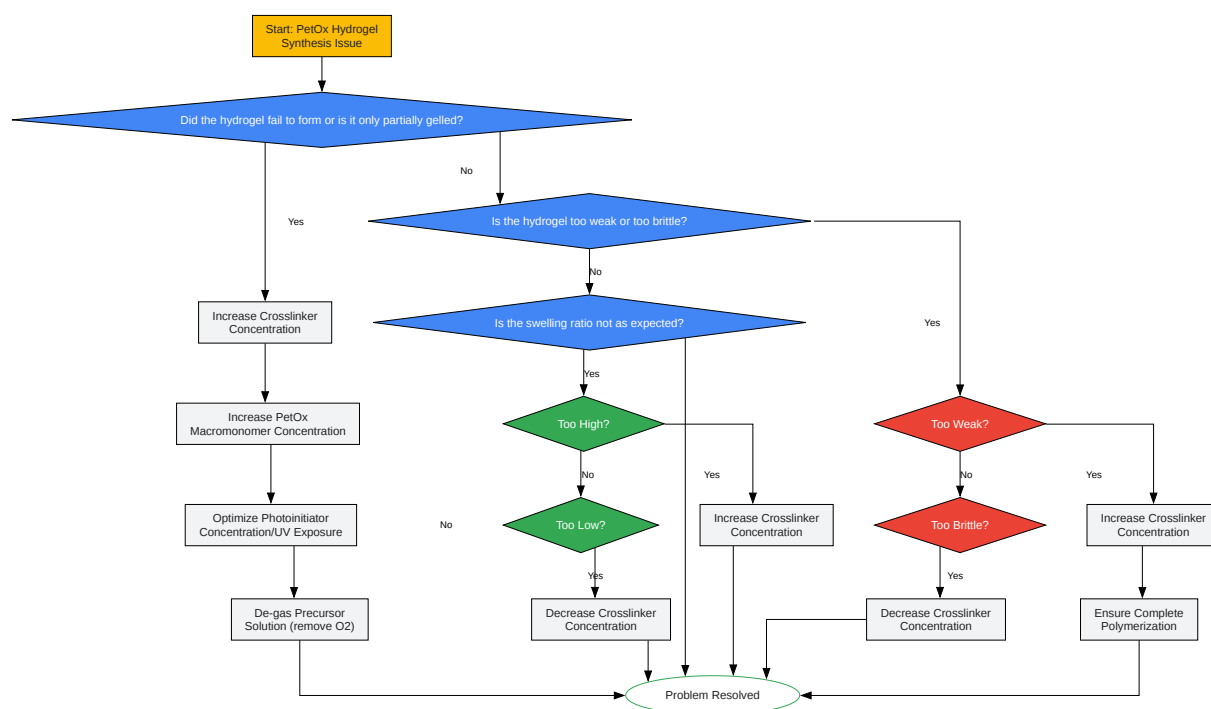 Start: PetOx Hydrogel
Synthesis Issue
Did the hydrogel fail to form or is it only partially gelled?
No
Yes
Is the hydrogel too weak or too brittle?
No
Increase Crosslinker
Concentration
Is the swelling ratio not as expected?
Yes
Yes
Increase PetOx
Macromonomer Concentration
Too High?
Too Weak?
No
Yes
No
Yes
Optimize Photoinitiator
Concentration/UV Exposure
No
Too Low?
Increase Crosslinker
Concentration
Too Brittle?
Increase Crosslinker
Concentration
Yes
Yes
De-gas Precursor
Solution (remove O2)
Decrease Crosslinker
Concentration
Decrease Crosslinker
Concentration
Ensure Complete
Polymerization
Problem Resolved